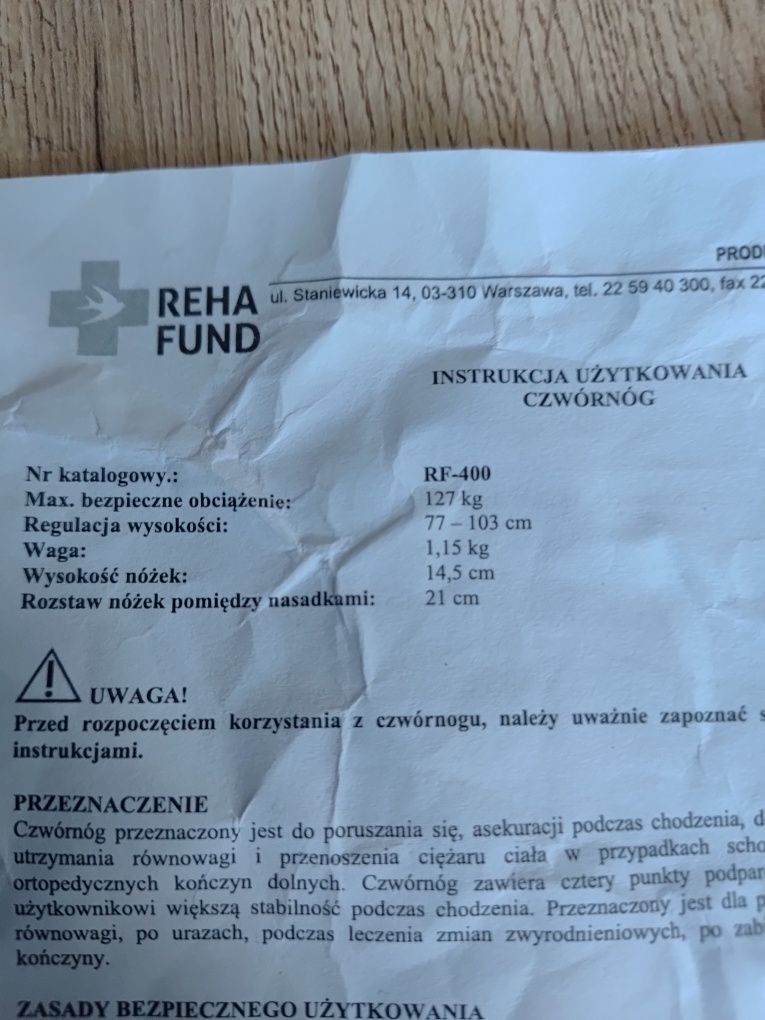 PROD
REHA
FUND
ul. Staniewicka 14, 03-310 Warszawa, tel. 22 59 40 300, fax 22
INSTRUKCJA UŻYTKOWANIA
CZWÓRNÓG
Nr katalogowy.: RF-400
Max. bezpieczne obciążenie: 127 kg
Regulacja wysokości: 77 – 103 cm
Waga: 1,15 kg
Wysokość nóżek: 14,5 cm
Rozstaw nóżek pomiędzy nasadkami: 21 cm
UWAGA!
Przed rozpoczęciem korzystania z czwórnogu, należy uważnie zapoznać s
instrukcjami.
PRZEZNACZENIE
Czwórnóg przeznaczony jest do poruszania się, asekuracji podczas chodzenia, d
utrzymania równowagi i przenoszenia ciężaru ciała w przypadkach scho
ortopedycznych kończyn dolnych. Czwórnóg zawiera cztery punkty podpar
użytkownikowi większą stabilność podczas chodzenia. Przeznaczony jest dla p
równowagi, po urazach, podczas leczenia zmian zwyrodnieniowych, po zab
kończyny.
ZASADY BEZPIECZNEGO UŻYTKOWANIA